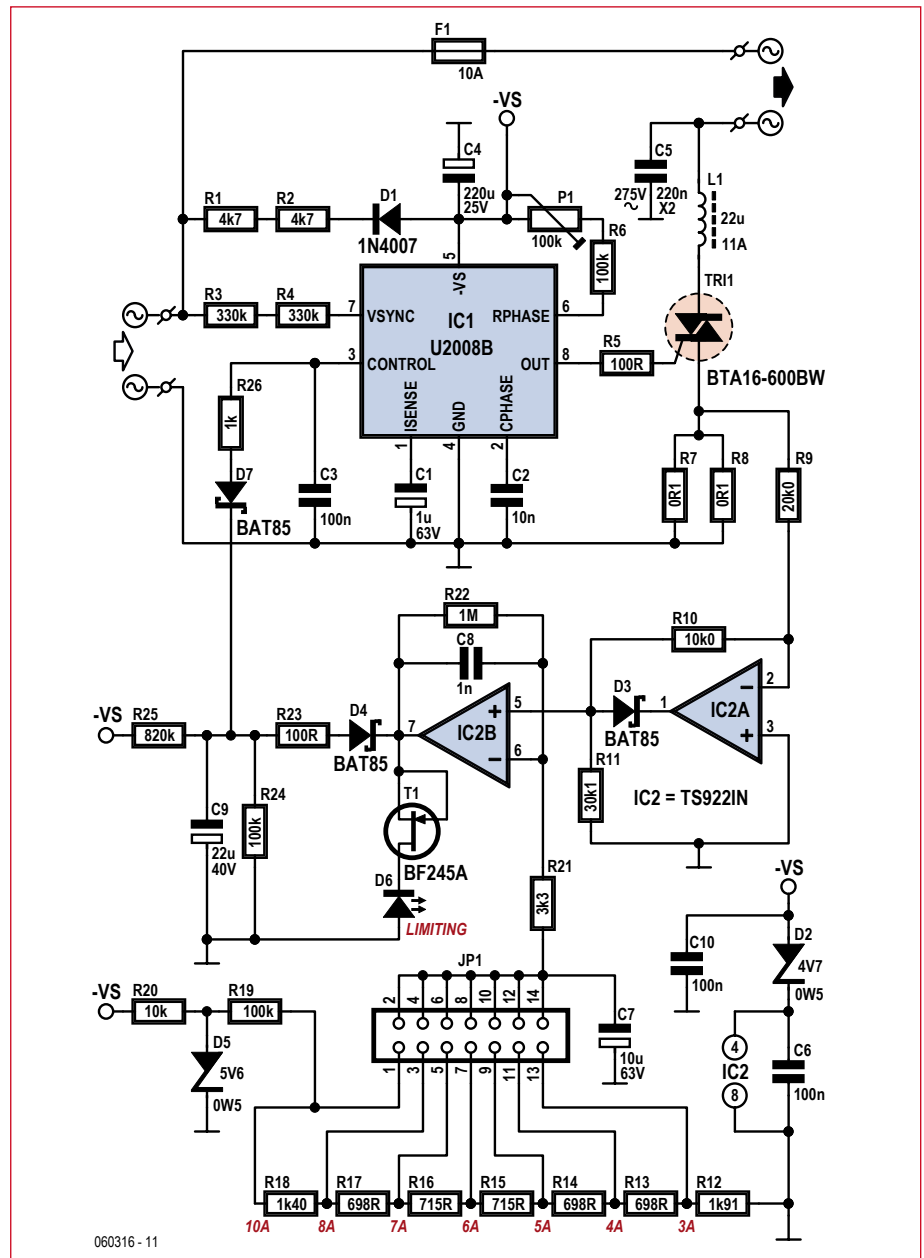 F1
10A
-VS
C4
220u
25V
C5
275V
220n
X2
L1
22u
11A
R1
4k7
R2
4k7
D1
1N4007
P1
100k
R6
100k
TRI1
5
-VS
R3
330k
R4
330k
7
VSYNC
IC1
RPHASE
6
U2008B
R5
100R
3
CONTROL
OUT
8
BTA16-600BW
ISENSE
GND
CPHASE
1
4
2
R26
1k
D7
BAT85
C3
100n
C1
1u
63V
C2
10n
R7
0R1
R8
0R1
R9
20k0
R22
1M
C8
1n
R10
10k0
-VS
R25
820k
R23
100R
D4
BAT85
7
IC2B
5
6
D3
BAT85
1
IC2A
2
3
R11
30k1
IC2 = TS922IN
C9
22u
40V
R24
100k
T1
BF245A
D6
LIMITING
R21
3k3
-VS
C10
100n
D2
4V7
0W5
4
IC2
8
C6
100n
JP1
2
4
6
8
10
12
14
C7
10u
63V
-VS
R20
10k
R19
100k
D5
5V6
0W5
1
3
5
7
9
11
13
R18
1k40
R17
698R
R16
715R
R15
715R
R14
698R
R13
698R
R12
1k91
10A
8A
7A
6A
5A
4A
3A
060316 - 11